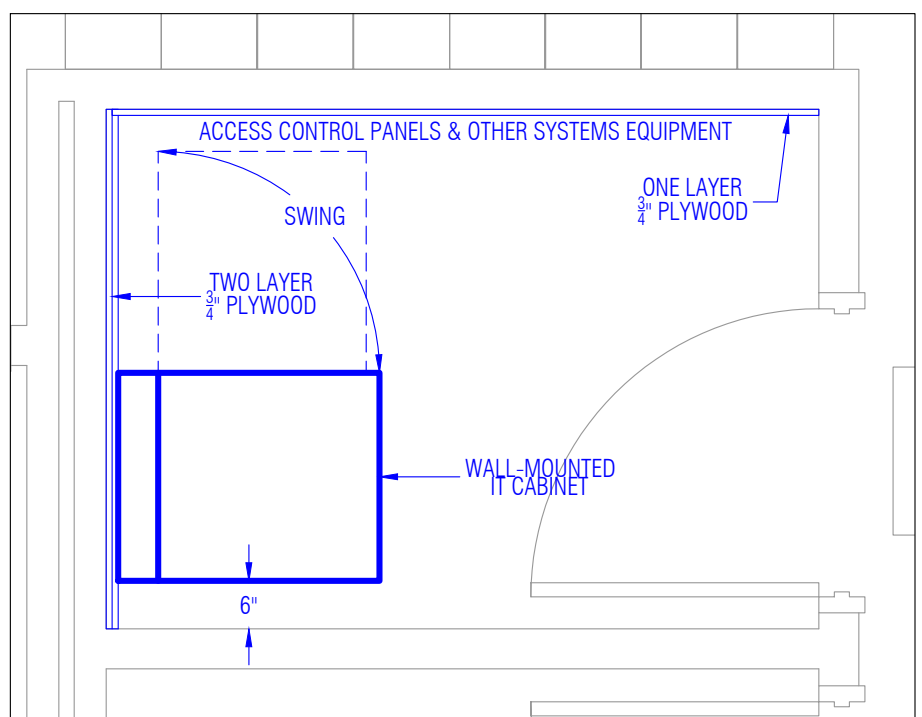 ACCESS CONTROL PANELS & OTHER SYSTEMS EQUIPMENT
ONE LAYER
3/4" PLYWOOD
SWING
TWO LAYER
3/4" PLYWOOD
WALL-MOUNTED
IT CABINET
6"